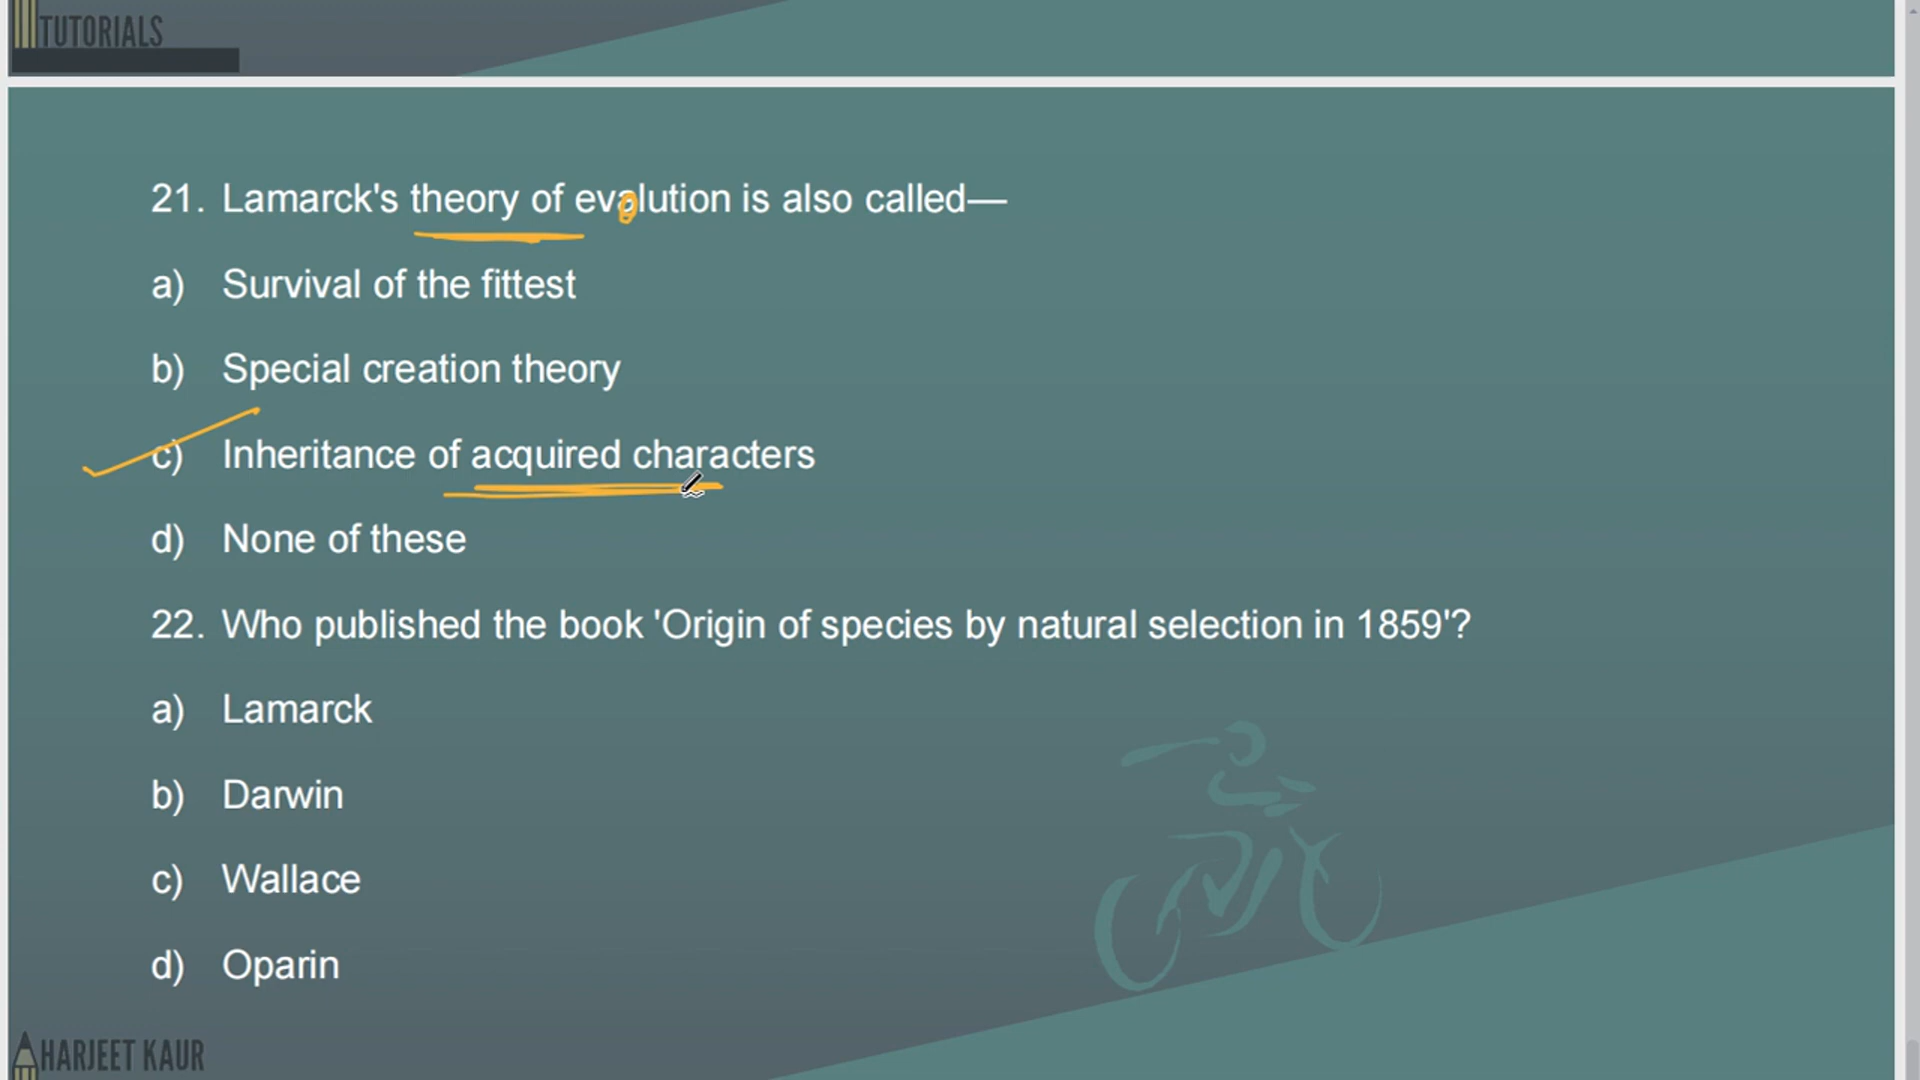 TUTORIALS
21. Lamarck's theory of evolution is also called—
a) Survival of the fittest
b) Special creation theory
c) Inheritance of acquired characters
d) None of these
22. Who published the book 'Origin of species by natural selection in 1859'?
a) Lamarck
b) Darwin
c) Wallace
d) Oparin
HARJEET KAUR